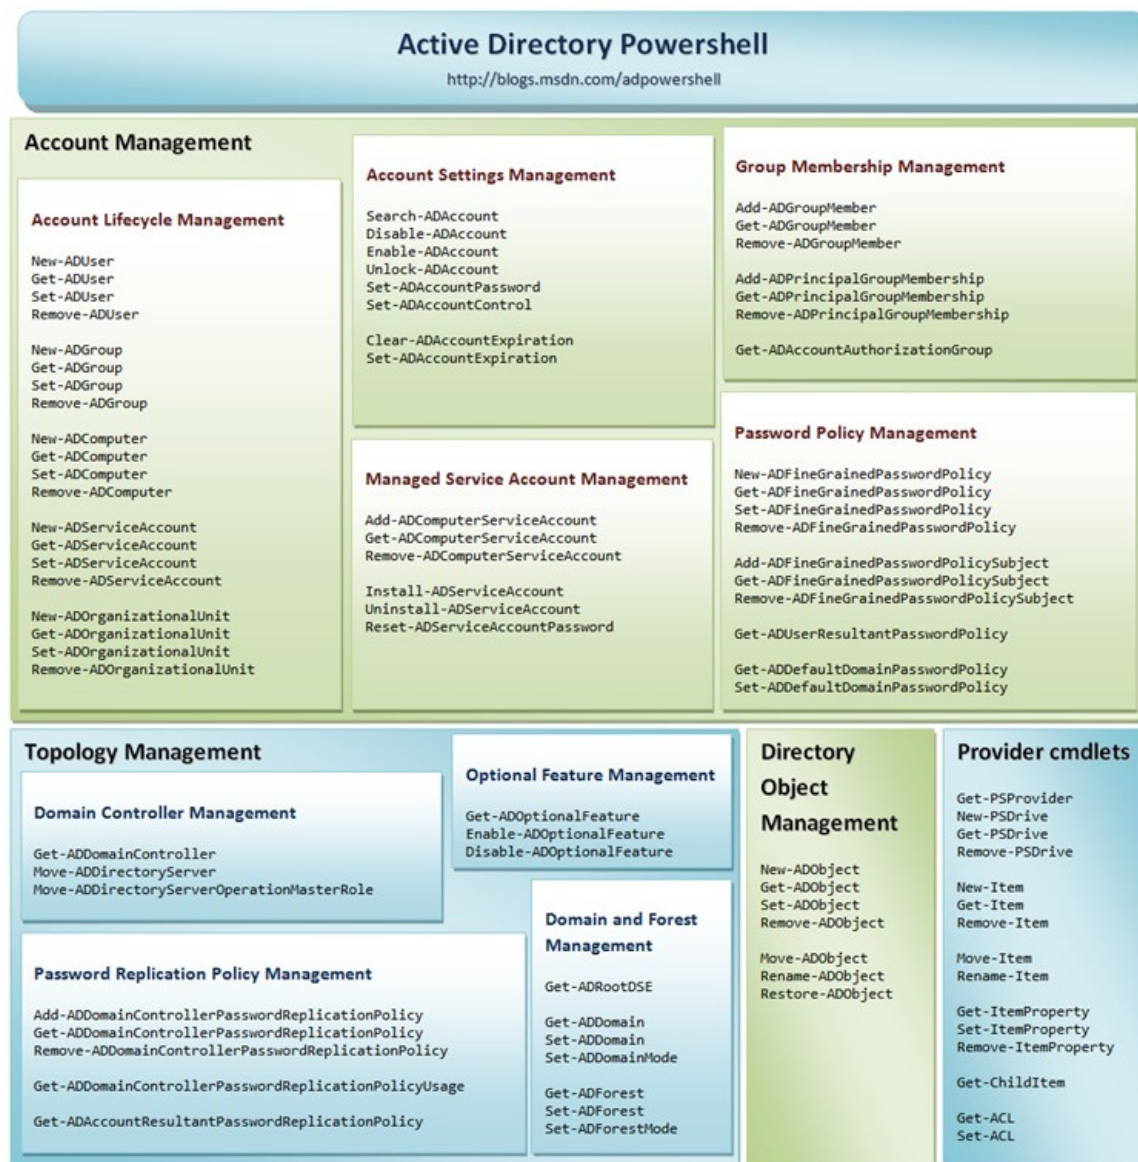 Active Directory Powershell
http://blogs.msdn.com/adpowershell
Account Management
Account Lifecycle Management
New-ADUser
Get-ADUser
Set-ADUser
Remove-ADUser
New-ADGroup
Get-ADGroup
Set-ADGroup
Remove-ADGroup
New-ADComputer
Get-ADComputer
Set-ADComputer
Remove-ADComputer
New-ADServiceAccount
Get-ADServiceAccount
Set-ADServiceAccount
Remove-ADServiceAccount
New-ADOrganizationalUnit
Get-ADOrganizationalUnit
Set-ADOrganizationalUnit
Remove-ADOrganizationalUnit
Account Settings Management
Search-ADAccount
Disable-ADAccount
Enable-ADAccount
Unlock-ADAccount
Set-ADAccountPassword
Set-ADAccountControl
Clear-ADAccountExpiration
Set-ADAccountExpiration
Managed Service Account Management
Add-ADComputerServiceAccount
Get-ADComputerServiceAccount
Remove-ADComputerServiceAccount
Install-ADServiceAccount
Uninstall-ADServiceAccount
Reset-ADServiceAccountPassword
Group Membership Management
Add-ADGroupMember
Get-ADGroupMember
Remove-ADGroupMember
Add-ADPrincipalGroupMembership
Get-ADPrincipalGroupMembership
Remove-ADPrincipalGroupMembership
Get-ADAccountAuthorizationGroup
Password Policy Management
New-ADFineGrainedPasswordPolicy
Get-ADFineGrainedPasswordPolicy
Set-ADFineGrainedPasswordPolicy
Remove-ADFineGrainedPasswordPolicy
Add-ADFineGrainedPasswordPolicySubject
Get-ADFineGrainedPasswordPolicySubject
Remove-ADFineGrainedPasswordPolicySubject
Get-ADUserResultantPasswordPolicy
Get-ADDefaultDomainPasswordPolicy
Set-ADDefaultDomainPasswordPolicy
Topology Management
Domain Controller Management
Get-ADDomainController
Move-ADDirectoryServer
Move-ADDirectoryServerOperationMasterRole
Password Replication Policy Management
Add-ADDomainControllerPasswordReplicationPolicy
Get-ADDomainControllerPasswordReplicationPolicy
Remove-ADDomainControllerPasswordReplicationPolicy
Get-ADDomainControllerPasswordReplicationPolicyUsage
Get-ADAccountResultantPasswordReplicationPolicy
Optional Feature Management
Get-ADOptionalFeature
Enable-ADOptionalFeature
Disable-ADOptionalFeature
Domain and Forest
Management
Get-ADRootDSE
Get-ADDomain
Set-ADDomain
Set-ADDomainMode
Get-ADForest
Set-ADForest
Set-ADForestMode
Directory
Object
Management
New-ADObject
Get-ADObject
Set-ADObject
Remove-ADObject
Move-ADObject
Rename-ADObject
Restore-ADObject
Provider cmdlets
Get-PSProvider
New-PSDrive
Get-PSDrive
Remove-PSDrive
New-Item
Get-Item
Remove-Item
Move-Item
Rename-Item
Get-ItemProperty
Set-ItemProperty
Remove-ItemProperty
Get-ChildItem
Get-ACL
Set-ACL